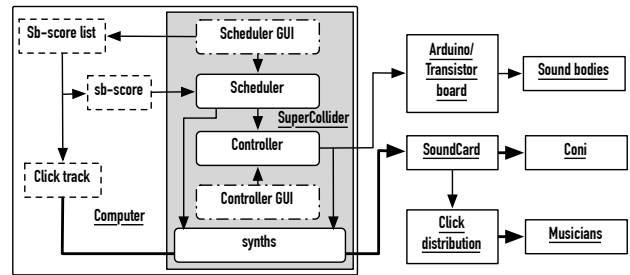 Sb-score list
Scheduler GUI
Arduino/
Transistor
board
Sound bodies
sb-score
Scheduler
SuperCollider
Controller
SoundCard
Coni
Click track
Controller GUI
Computer
synths
Click
distribution
Musicians